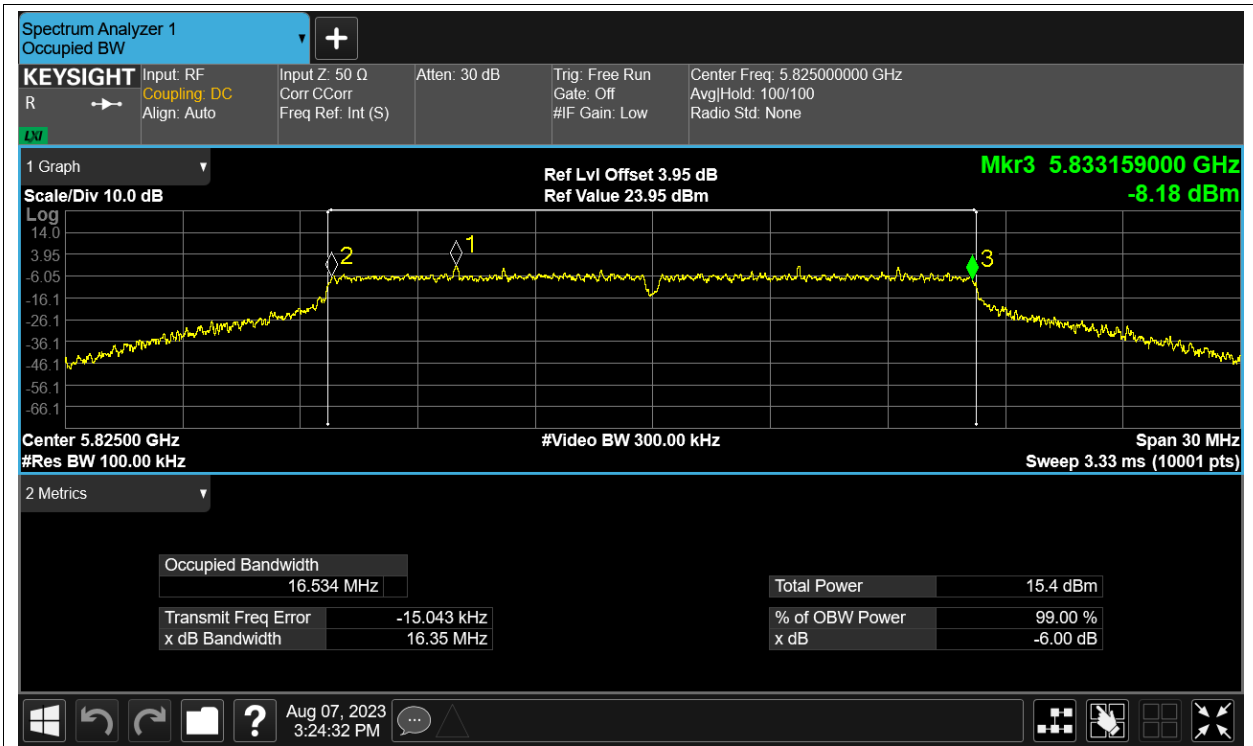 Spectrum Analyzer 1
Occupied BW
KEYSIGHT
R
LXI
Input: RF
Coupling: DC
Align: Auto
Input Z: 50 Ω
Corr CCorr
Freq Ref: Int (S)
Atten: 30 dB
Trig: Free Run
Gate: Off
#IF Gain: Low
Center Freq: 5.825000000 GHz
Avg|Hold: 100/100
Radio Std: None
1 Graph
Scale/Div 10.0 dB
Ref Lvl Offset 3.95 dB
Ref Value 23.95 dBm
Mkr3 5.833159000 GHz
-8.18 dBm
Log
14.0
3.95
-6.05
-16.1
-26.1
-36.1
-46.1
-56.1
-66.1
2
1
3
Center 5.82500 GHz
#Video BW 300.00 kHz
Span 30 MHz
#Res BW 100.00 kHz
Sweep 3.33 ms (10001 pts)
2 Metrics
Occupied Bandwidth
16.534 MHz
Transmit Freq Error -15.043 kHz
x dB Bandwidth 16.35 MHz
Total Power 15.4 dBm
% of OBW Power 99.00 %
x dB -6.00 dB
?
Aug 07, 2023
3:24:32 PM